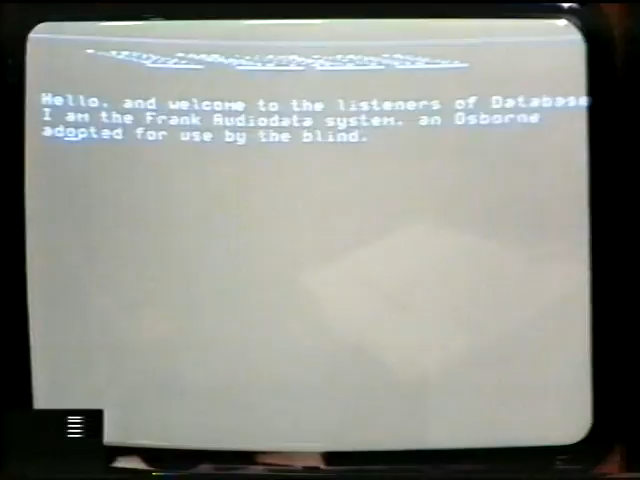 Hello, and welcome to the listeners of Database
I am the Frank Audiodata system, an Osborne
adopted for use by the blind.